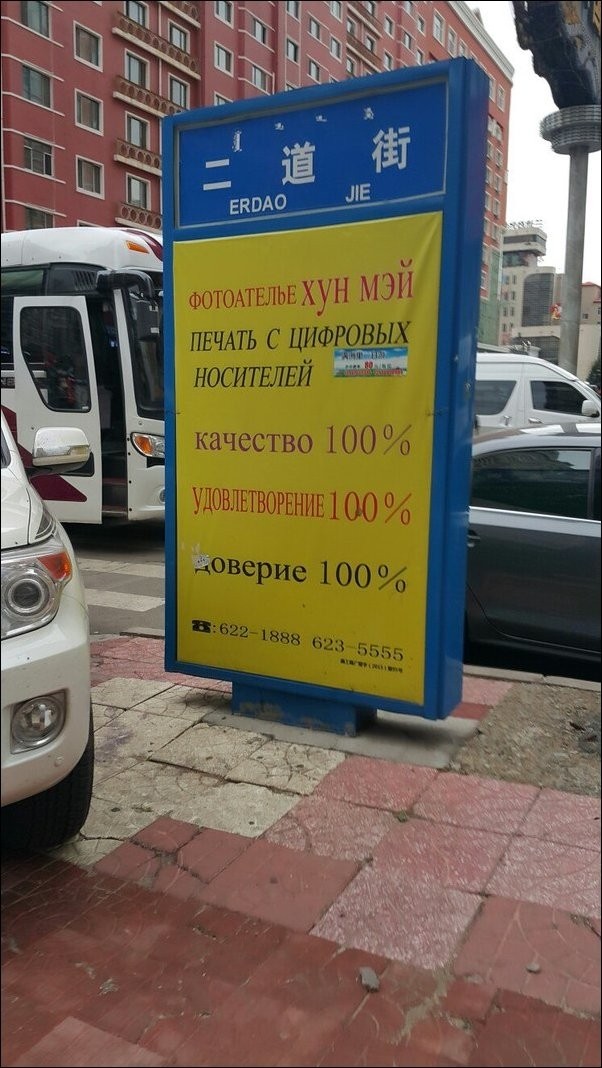 二道街
ERDAO JIE
ФОТОАТЕЛЬЕ ХУН МЭЙ
ПЕЧАТЬ С ЦИФРОВЫХ
НОСИТЕЛЕЙ
качество 100%
УДОВЛЕТВОРЕНИЕ 100%
доверие 100%
☎:622-1888 623-5555